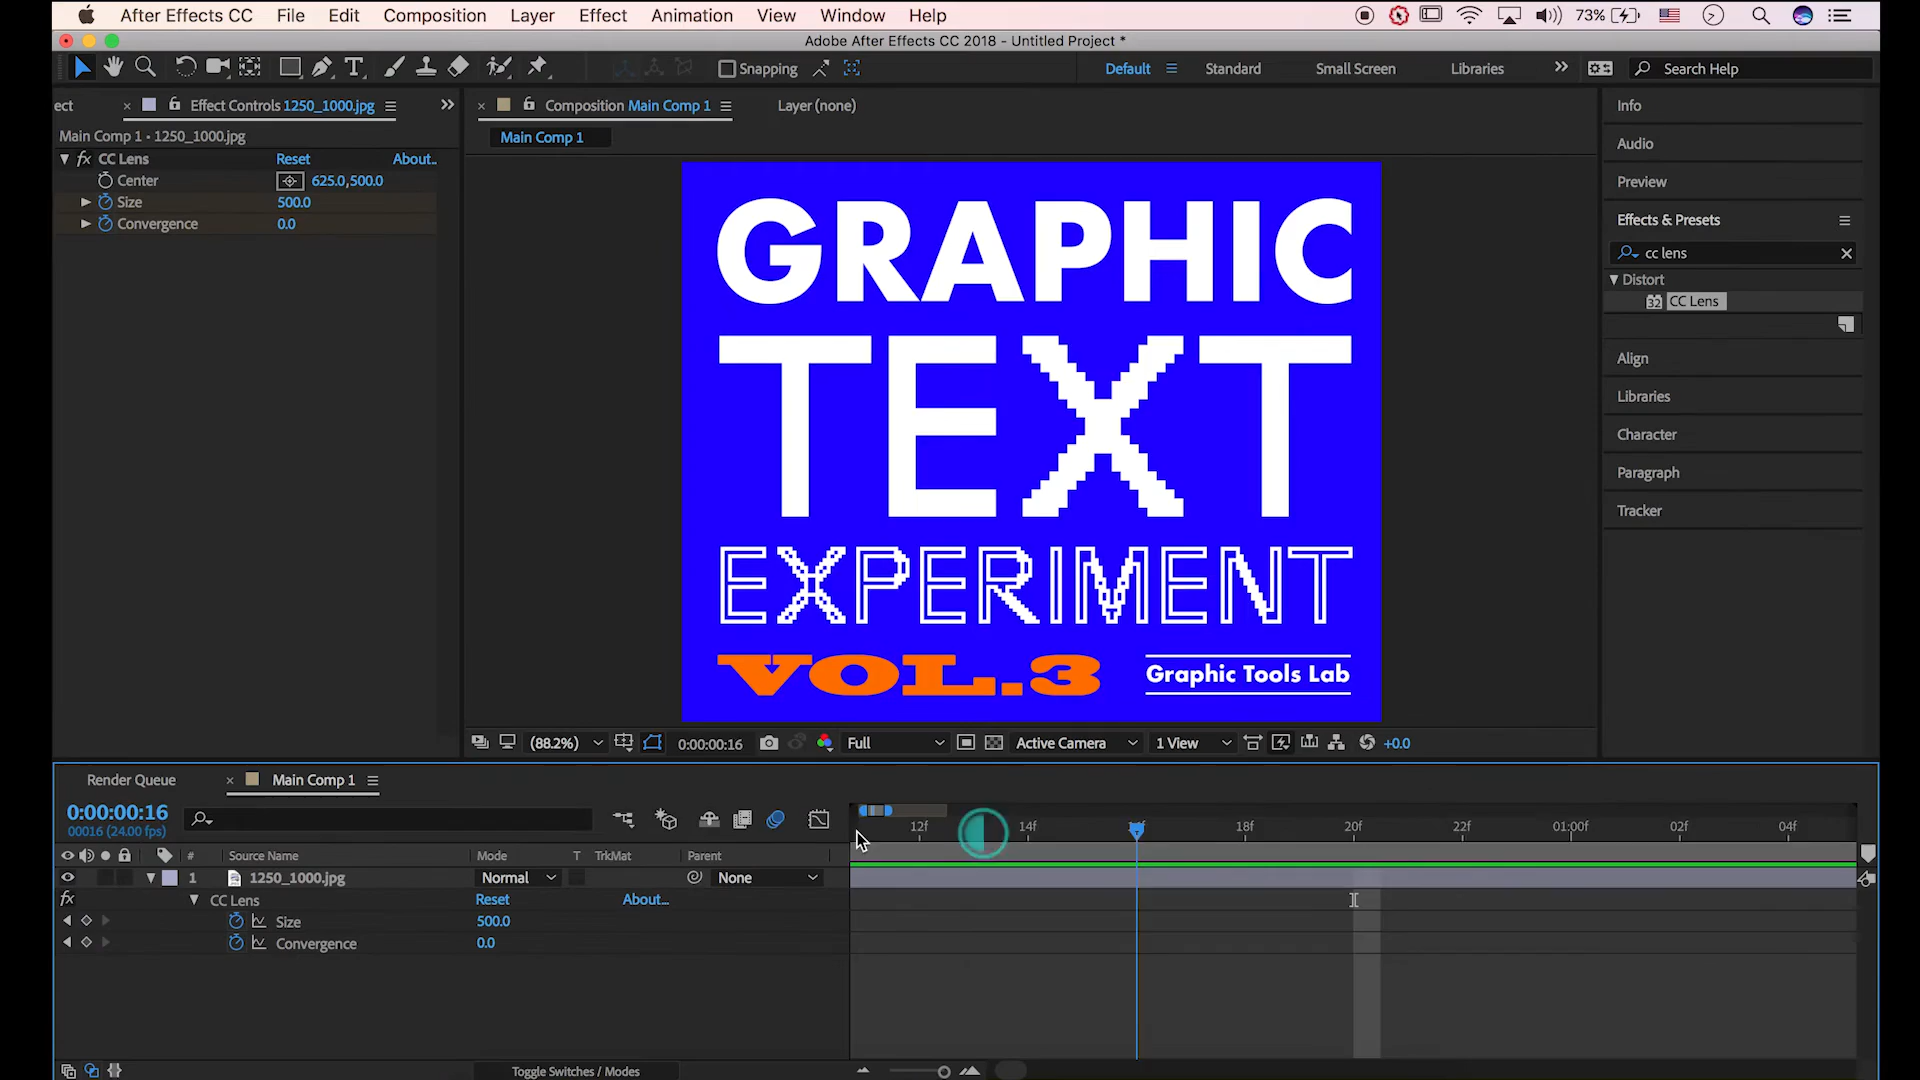 After Effects CC File Edit Composition Layer Effect Animation View Window Help 73%
Adobe After Effects CC 2018 - Untitled Project *
Snapping Default Standard Small Screen Libraries Search Help
ect Effect Controls 1250_1000.jpg
Composition Main Comp 1 Layer (none)
Main Comp 1 • 1250_1000.jpg
Main Comp 1
fx CC Lens Reset About..
Center 625.0,500.0
Size 500.0
Convergence 0.0
GRAPHIC
TEXT
EXPERIMENT
VOL.3
Graphic Tools Lab
Info
Audio
Preview
Effects & Presets
cc lens
Distort
32 CC Lens
Align
Libraries
Character
Paragraph
Tracker
(88.2%) 0:00:00:16 Full Active Camera 1 View +0.0
Render Queue Main Comp 1
0:00:00:16
00016 (24.00 fps)
12f 14f 18f 20f 22f 01:00f 02f 04f
# Source Name Mode T TrkMat Parent
1 1250_1000.jpg Normal None
fx CC Lens Reset About...
Size 500.0
Convergence 0.0
Toggle Switches / Modes